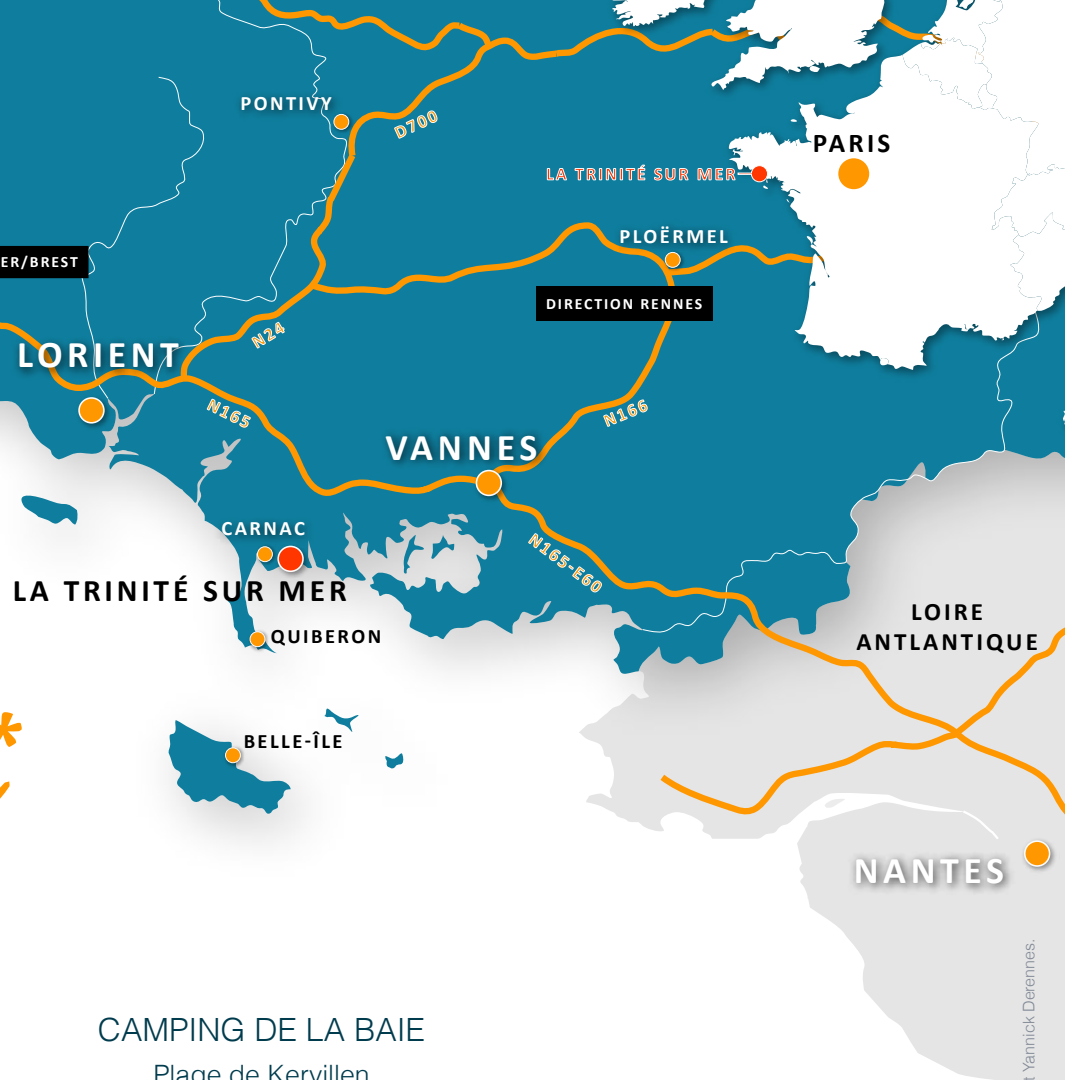 PONTIVY
D700
PARIS
LA TRINITÉ SUR MER
PLOËRMEL
ER/BREST
DIRECTION RENNES
N24
LORIENT
N165
N166
VANNES
CARNAC
N165-E60
LA TRINITÉ SUR MER
LOIRE
ANTLANTIQUE
QUIBERON
BELLE-ÎLE
NANTES
t Yannick Derennes.
CAMPING DE LA BAIE
Plage de Kervillen